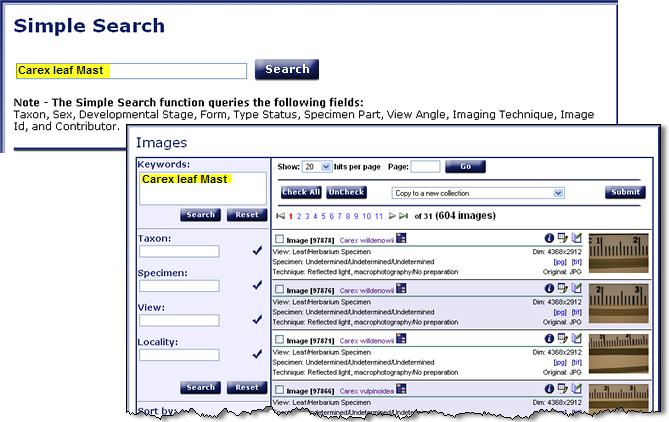 Simple Search
Carex leaf Mast
Search
Note - The Simple Search function queries the following fields:
Taxon, Sex, Developmental Stage, Form, Type Status, Specimen Part, View Angle, Imaging Technique, Image
Id, and Contributor.
Images
Keywords:
Carex leaf Mast
Search Reset
Taxon:
Specimen:
View:
Locality:
Search Reset
Sort by:
Show: 20 hits per page Page: Go
Check All UnCheck Copy to a new collection Submit
1 2 3 4 5 6 7 8 9 10 11 of 31 (604 images)
Image [97878] Carex willdenowii
View: Leaf/Herbarium Specimen Dim: 4368x2912
Specimen: Undetermined/Undetermined/Undetermined [jpg] [tif]
Technique: Reflected light, macrophotography/No preparation Original: JPG
Image [97876] Carex willdenowii
View: Leaf/Herbarium Specimen Dim: 4368x2912
Specimen: Undetermined/Undetermined/Undetermined [jpg] [tif]
Technique: Reflected light, macrophotography/No preparation Original: JPG
Image [97871] Carex willdenowii
View: Leaf/Herbarium Specimen Dim: 4368x2912
Specimen: Undetermined/Undetermined/Undetermined [jpg] [tif]
Technique: Reflected light, macrophotography/No preparation Original: JPG
Image [97866] Carex vulpinoidea
View: Leaf/Herbarium Specimen Dim: 4368x2912
Specimen: Undetermined/Undetermined/Undetermined [jpg] [tif]